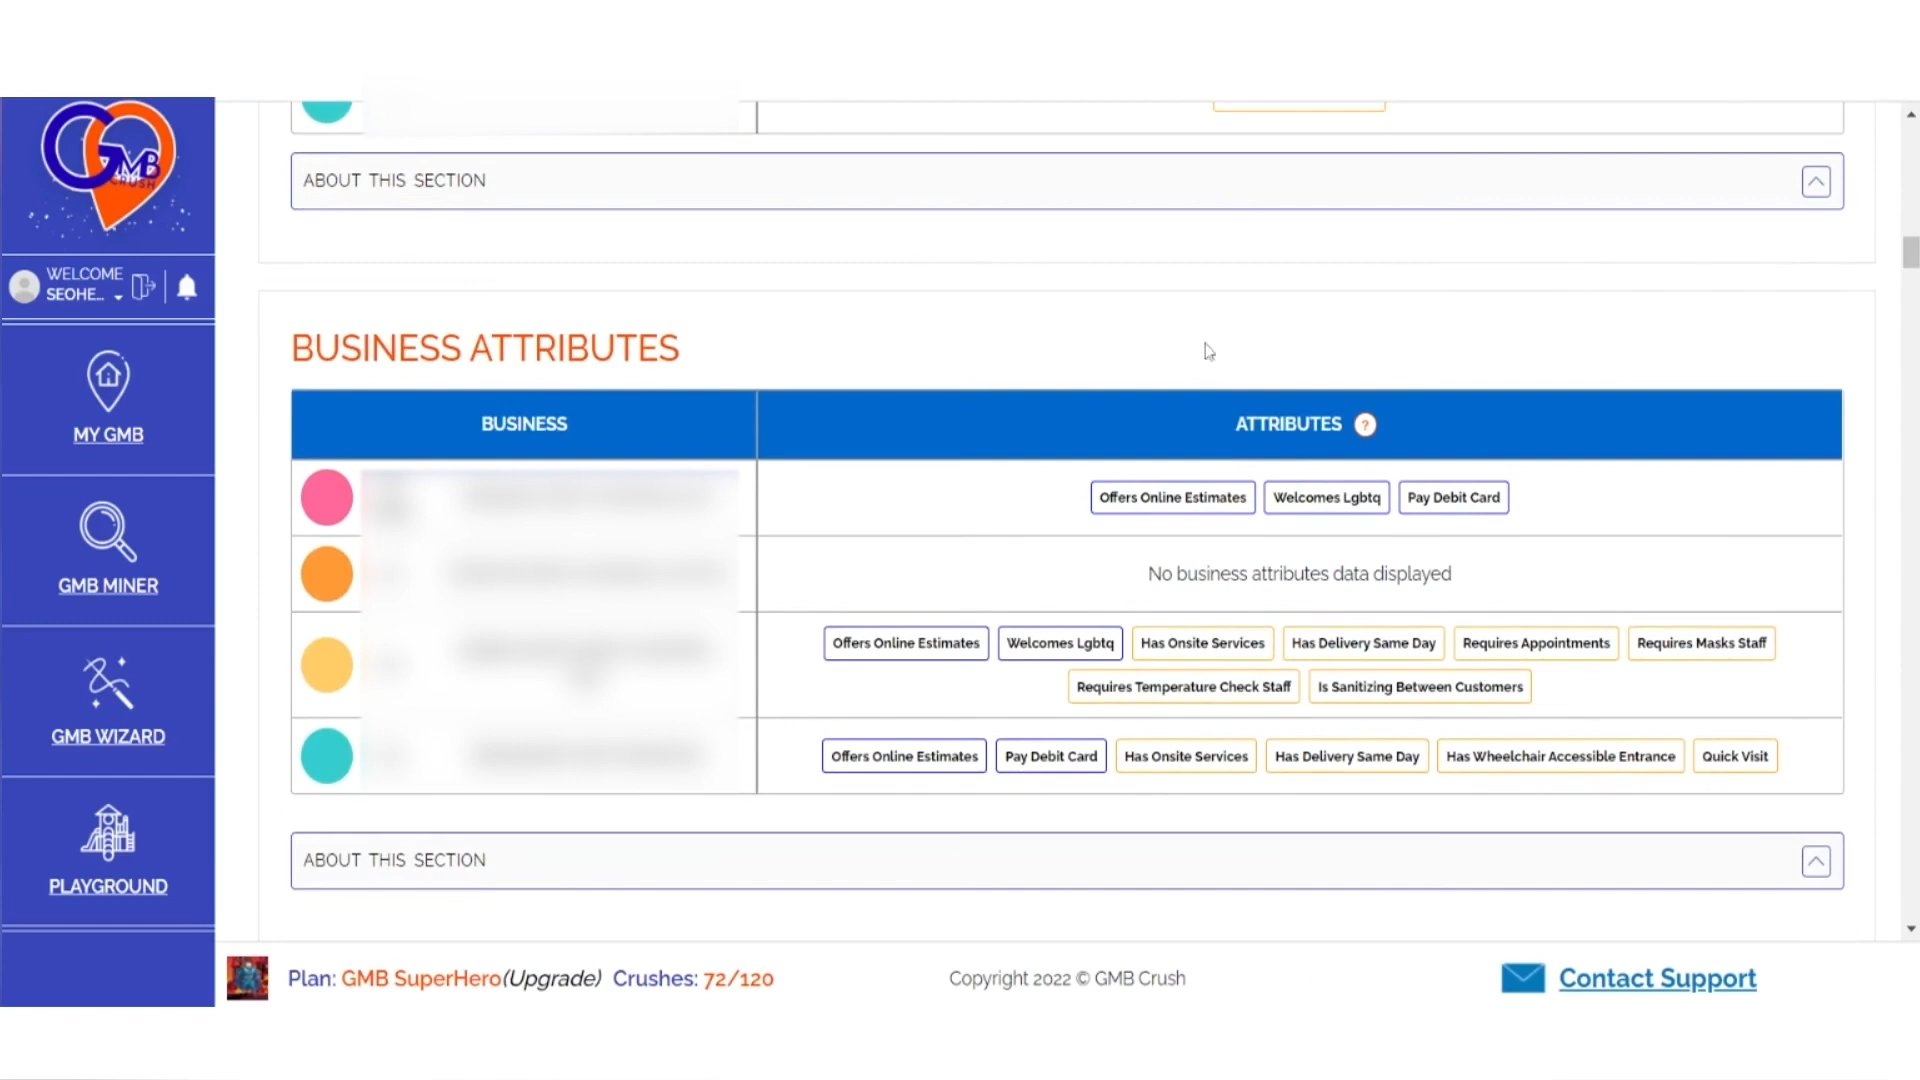 GMB
CRUSH
ABOUT THIS SECTION
WELCOME
SEOHE...
MY GMB
GMB MINER
GMB WIZARD
PLAYGROUND
BUSINESS ATTRIBUTES
BUSINESS ATTRIBUTES ?
Offers Online Estimates Welcomes Lgbtq Pay Debit Card
No business attributes data displayed
Offers Online Estimates Welcomes Lgbtq Has Onsite Services Has Delivery Same Day Requires Appointments Requires Masks Staff
Requires Temperature Check Staff Is Sanitizing Between Customers
Offers Online Estimates Pay Debit Card Has Onsite Services Has Delivery Same Day Has Wheelchair Accessible Entrance Quick Visit
ABOUT THIS SECTION
Plan: GMB SuperHero(Upgrade) Crushes: 72/120 Copyright 2022 © GMB Crush Contact Support